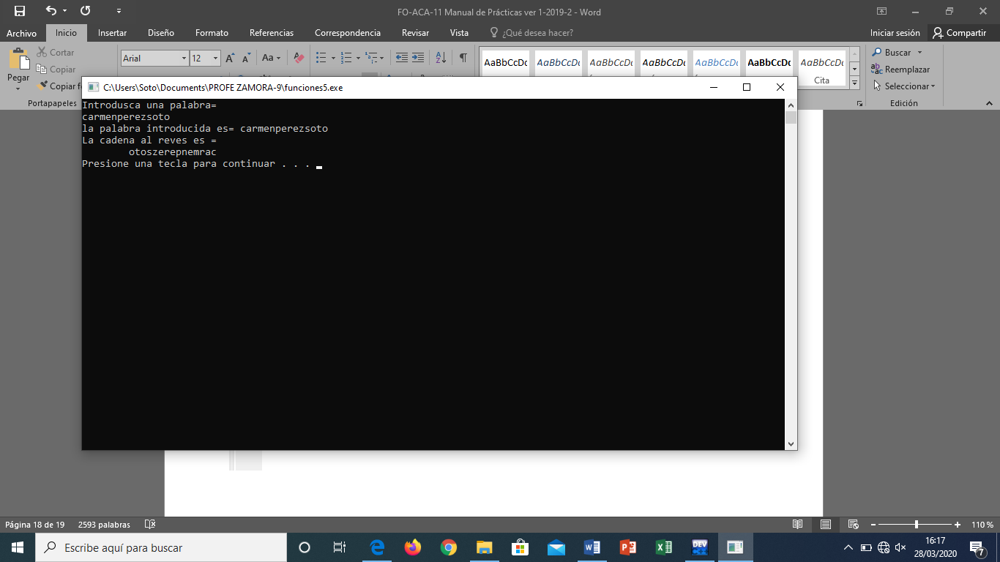 FO-ACA-11 Manual de Prácticas ver 1-2019-2 - Word
Archivo Inicio Insertar Diseño Formato Referencias Correspondencia Revisar Vista ¿Qué desea hacer? Iniciar sesión Compartir
Pegar
Cortar
Copiar
Copiar f
Portapapeles
Arial 12 Aa
AaBbCcDc AaBbCcDc AaBbCcDc AaBbCcDc AaBbCcDc AaBbCcDc AaBbCcDc
Cita
Buscar
Reemplazar
Seleccionar
Edición
C:\Users\Soto\Documents\PROFE ZAMORA-9\funciones5.exe
Introdusca una palabra=
carmenperezsoto
la palabra introducida es= carmenperezsoto
La cadena al reves es =
otoszerepnemrac
Presione una tecla para continuar . . .
Página 18 de 19 2593 palabras 110 %
Escribe aquí para buscar
DEV
16:17
28/03/2020
7